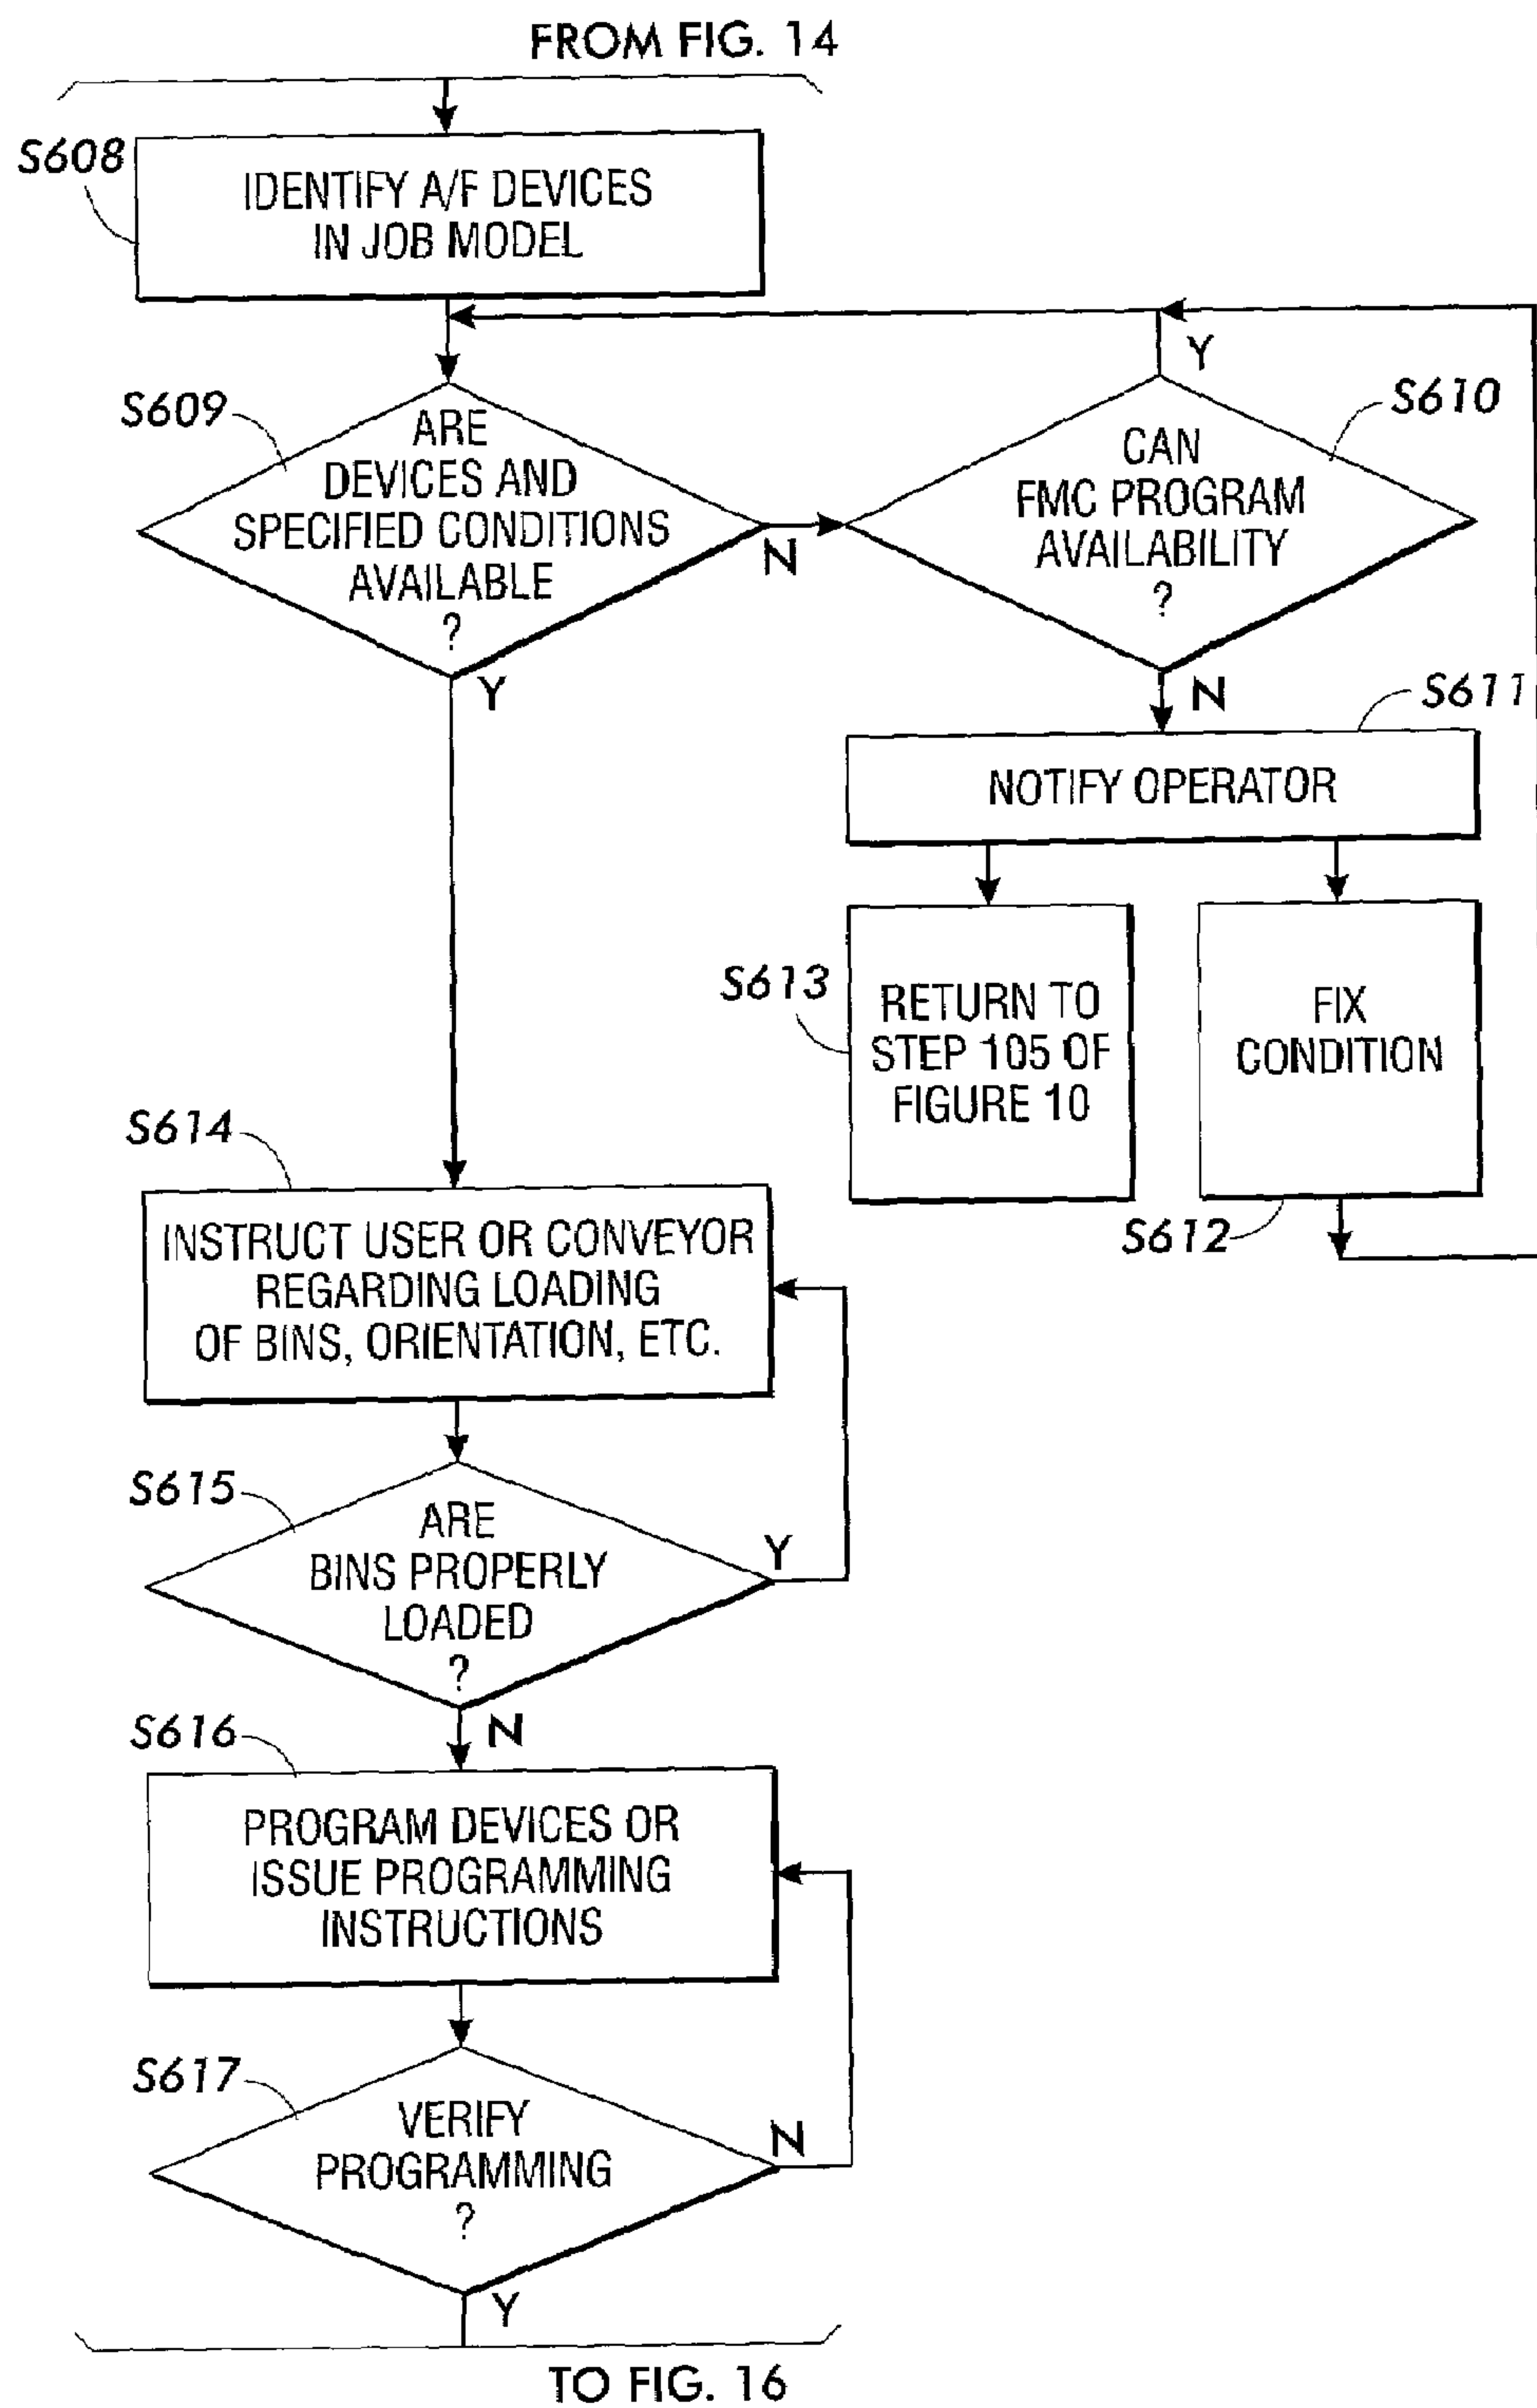 FROM FIG. 14
S608
IDENTIFY A/F DEVICES
IN JOB MODEL
Y
S609
ARE
DEVICES AND
SPECIFIED CONDITIONS
AVAILABLE
?
N
Y
S610
CAN
FMC PROGRAM
AVAILABILITY
?
N
S611
NOTIFY OPERATOR
S613
RETURN TO
STEP 105 OF
FIGURE 10
FIX
CONDITION
S612
S614
INSTRUCT USER OR CONVEYOR
REGARDING LOADING
OF BINS, ORIENTATION, ETC.
S615
ARE
BINS PROPERLY
LOADED
?
Y
N
S616
PROGRAM DEVICES OR
ISSUE PROGRAMMING
INSTRUCTIONS
S617
VERIFY
PROGRAMMING
?
N
Y
TO FIG. 16